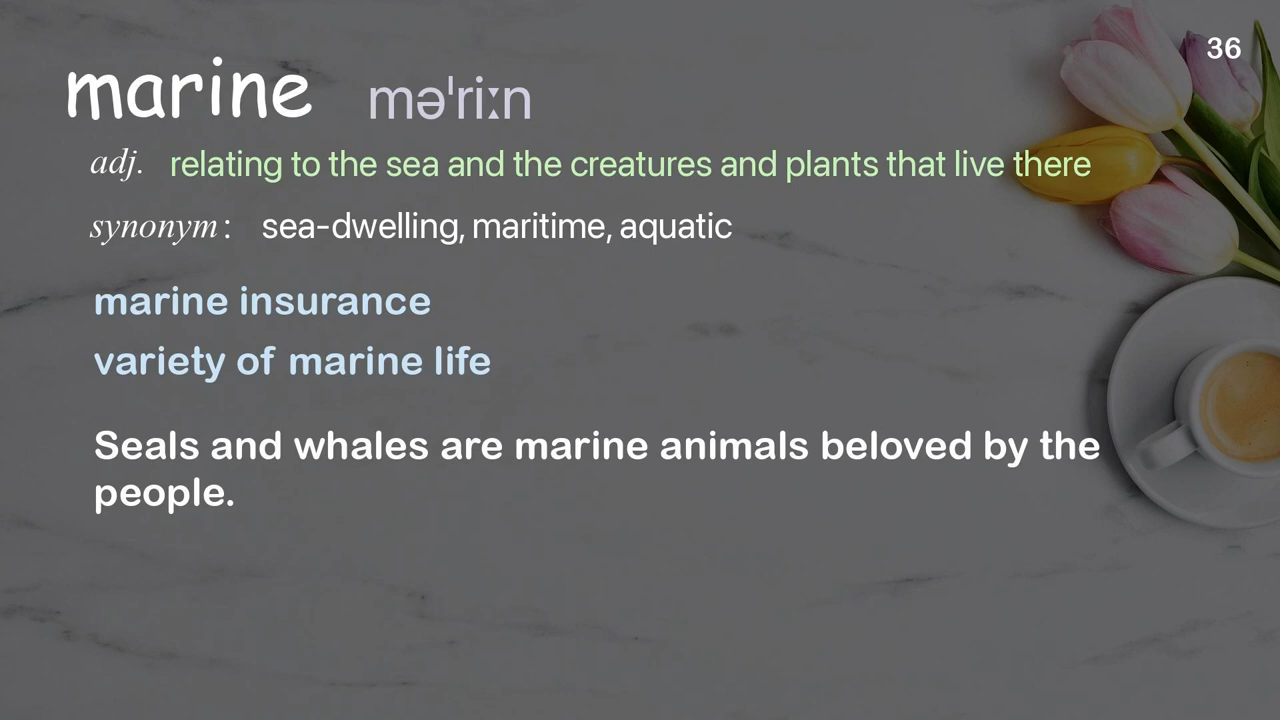 36
marine məˈriːn
adj. relating to the sea and the creatures and plants that live there
synonym: sea-dwelling, maritime, aquatic
marine insurance
variety of marine life
Seals and whales are marine animals beloved by the
people.